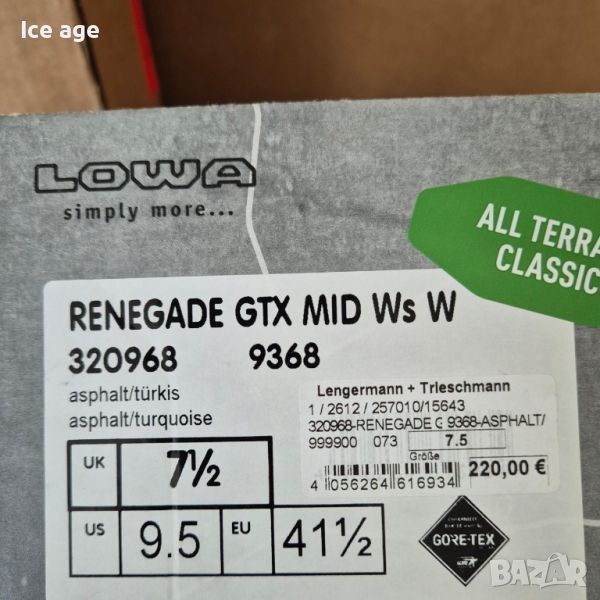 Ice age
LOWA
simply more...
ALL TERRA
CLASSIC
RENEGADE GTX MID Ws W
320968 9368
asphalt/türkis
asphalt/turquoise
Lengermann + Trieschmann
1 / 2612 / 257010/15643
320968-RENEGADE G 9368-ASPHALT/
999900 073 7.5
Größe
220,00 €
4 056264 616934
UK 7½
US 9.5 EU 41½
GORE-TEX
BAZAR